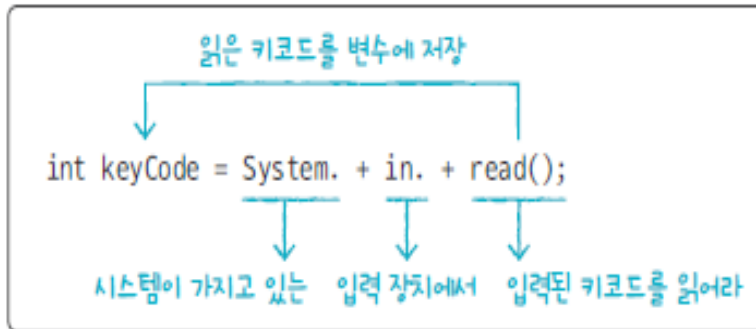 읽은 키코드를 변수에 저장
int keyCode = System. + in. + read();
시스템이 가지고 있는 입력 장치에서 입력된 키코드를 읽어라